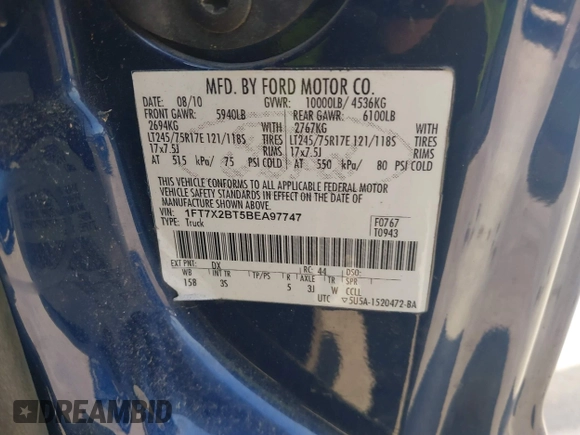 MFD. BY FORD MOTOR CO.
DATE: 08/10 GVWR: 10000LB/ 4536KG
FRONT GAWR: 5940LB REAR GAWR: 6100LB
2694KG WITH 2767KG WITH
LT245/75R17E 121/118S TIRES LT245/75R17E 121/118S TIRES
17x7.5J RIMS 17x7.5J RIMS
AT 515 kPa/ 75 PSI COLD AT 550 kPa/ 80 PSI COLD
THIS VEHICLE CONFORMS TO ALL APPLICABLE FEDERAL MOTOR
VEHICLE SAFETY STANDARDS IN EFFECT ON THE DATE OF
MANUFACTURE SHOWN ABOVE.
VIN: 1FT7X2BT5BEA97747 F0767
TYPE: Truck T0943
EXT PNT: DX RC: 44 DSO:
WB INT TR TP/PS R AXLE TR SPR
158 3S 5 3J W CCLL
UTC ▽5U5A-1520472-BA
DREAMBID